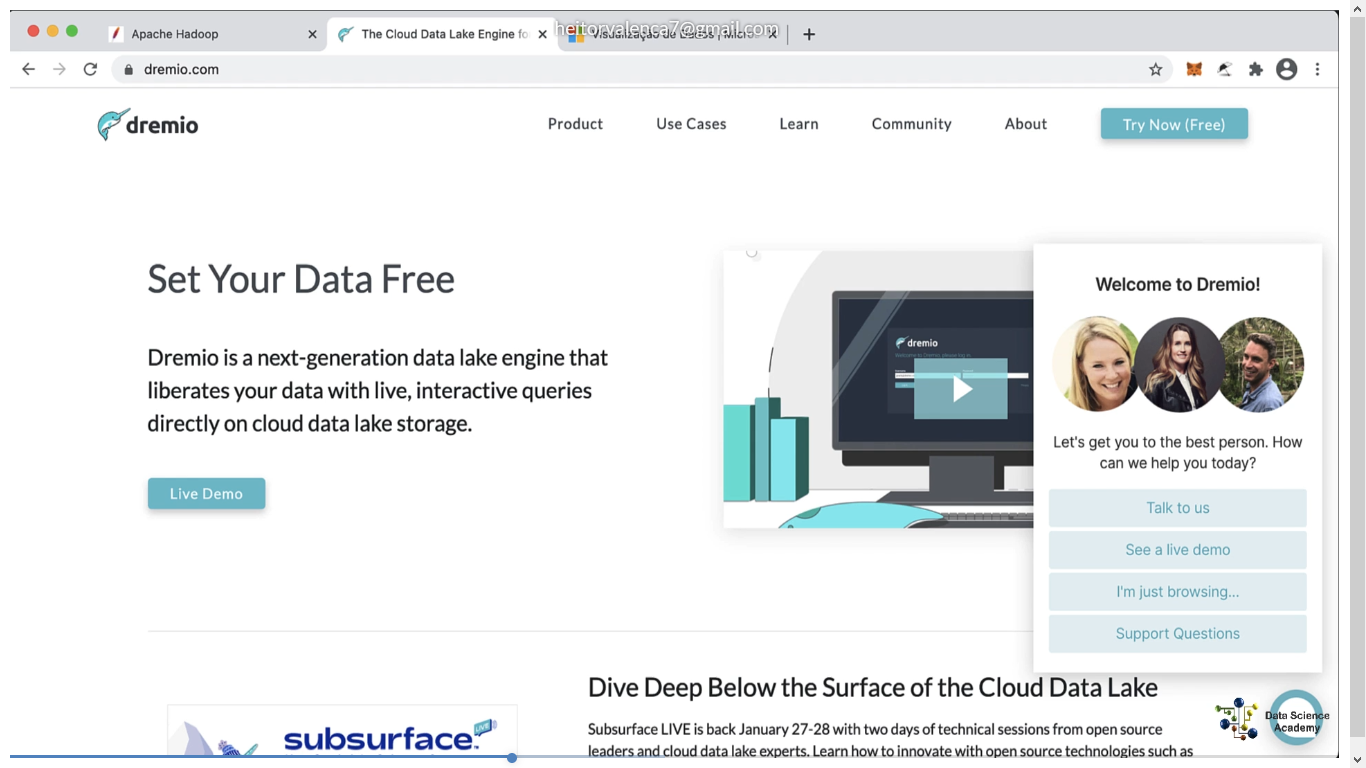 Apache Hadoop
The Cloud Data Lake Engine fo
heitorvalenca7@gmail.com
dremio.com
dremio
Product
Use Cases
Learn
Community
About
Try Now (Free)
Set Your Data Free
Dremio is a next-generation data lake engine that
liberates your data with live, interactive queries
directly on cloud data lake storage.
Live Demo
dremio
Welcome to Dremio!
Let's get you to the best person. How
can we help you today?
Talk to us
See a live demo
I'm just browsing...
Support Questions
subsurface
LIVE
Dive Deep Below the Surface of the Cloud Data Lake
Subsurface LIVE is back January 27-28 with two days of technical sessions from open source
leaders and cloud data lake experts. Learn how to innovate with open source technologies such as
Data Science
Academy